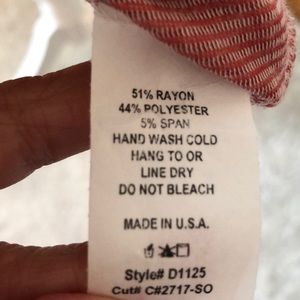 51% RAYON
44% POLYESTER
5% SPAN
HAND WASH COLD
HANG TO OR
LINE DRY
DO NOT BLEACH
MADE IN U.S.A.
Style# D1125
Cut# C#2717-SO